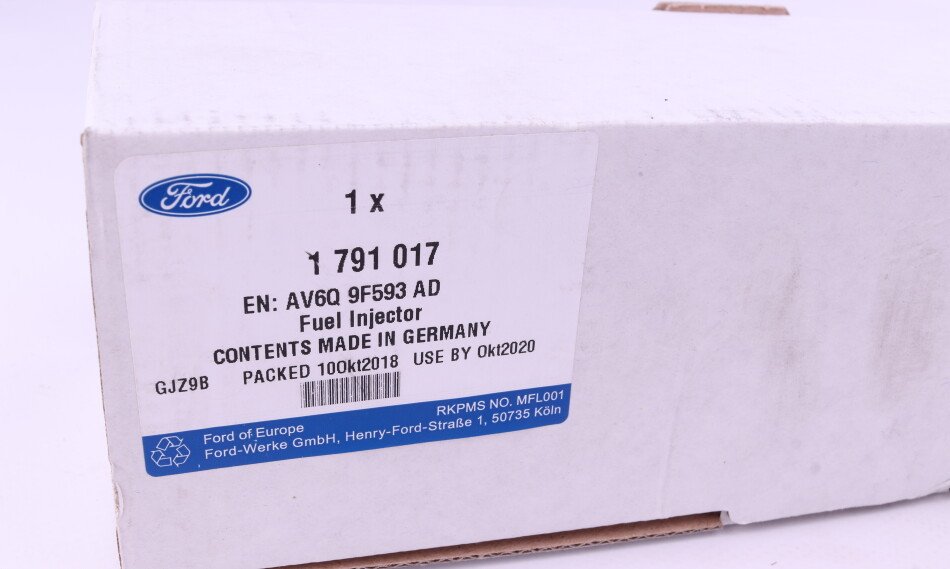 Ford
1 x
1 791 017
EN: AV6Q 9F593 AD
Fuel Injector
CONTENTS MADE IN GERMANY
GJZ9B PACKED 10Okt2018 USE BY Okt2020
RKPMS NO. MFL001
Ford of Europe
Ford-Werke GmbH, Henry-Ford-Straße 1, 50735 Köln